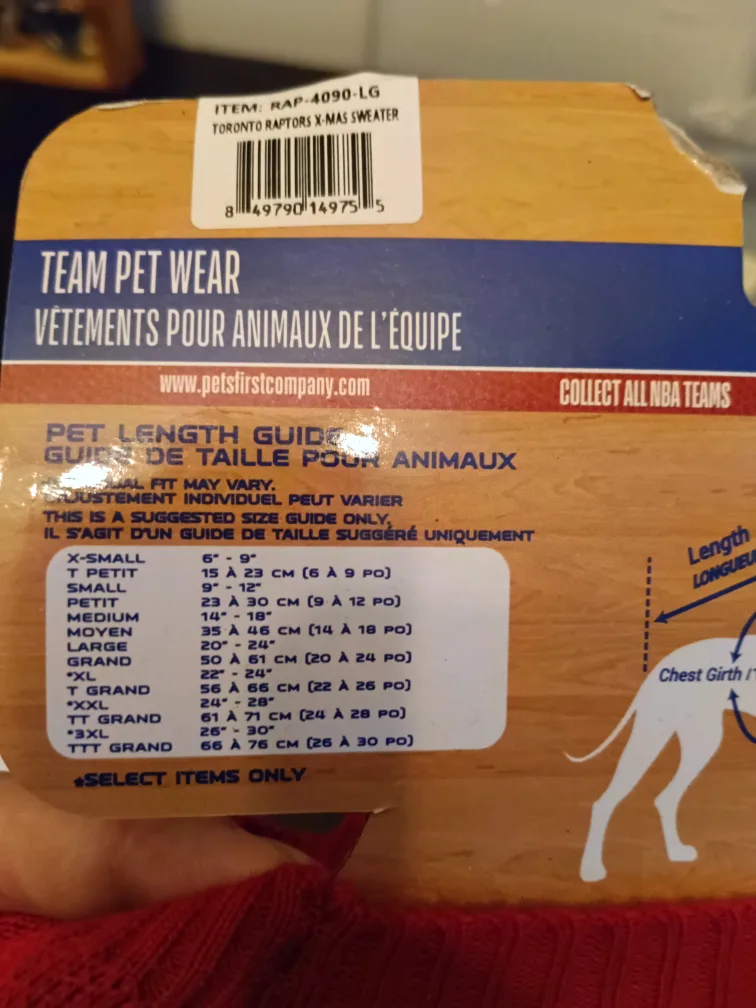 ITEM: RAP-4090-LG
TORONTO RAPTORS X-MAS SWEATER
8 49790 14975 5
TEAM PET WEAR
VÊTEMENTS POUR ANIMAUX DE L'ÉQUIPE
www.petsfirstcompany.com COLLECT ALL NBA TEAMS
PET LENGTH GUIDE
GUIDE DE TAILLE POUR ANIMAUX
FIT MAY VARY.
L'AJUSTEMENT INDIVIDUEL PEUT VARIER
THIS IS A SUGGESTED SIZE GUIDE ONLY,
IL S'AGIT D'UN GUIDE DE TAILLE SUGGÉRÉ UNIQUEMENT
X-SMALL 6" - 9"
T PETIT 15 À 23 CM (6 À 9 PO)
SMALL 9" - 12"
PETIT 23 À 30 CM (9 À 12 PO)
MEDIUM 14" - 18"
MOYEN 35 À 46 CM (14 À 18 PO)
LARGE 20" - 24"
GRAND 50 À 61 CM (20 À 24 PO)
*XL 22" - 24"
T GRAND 56 À 66 CM (22 À 26 PO)
*XXL 24" - 28"
TT GRAND 61 À 71 CM (24 À 28 PO)
*3XL 26" - 30"
TTT GRAND 66 À 76 CM (26 À 30 PO)
*SELECT ITEMS ONLY
Length
LONGUEU
Chest Girth /